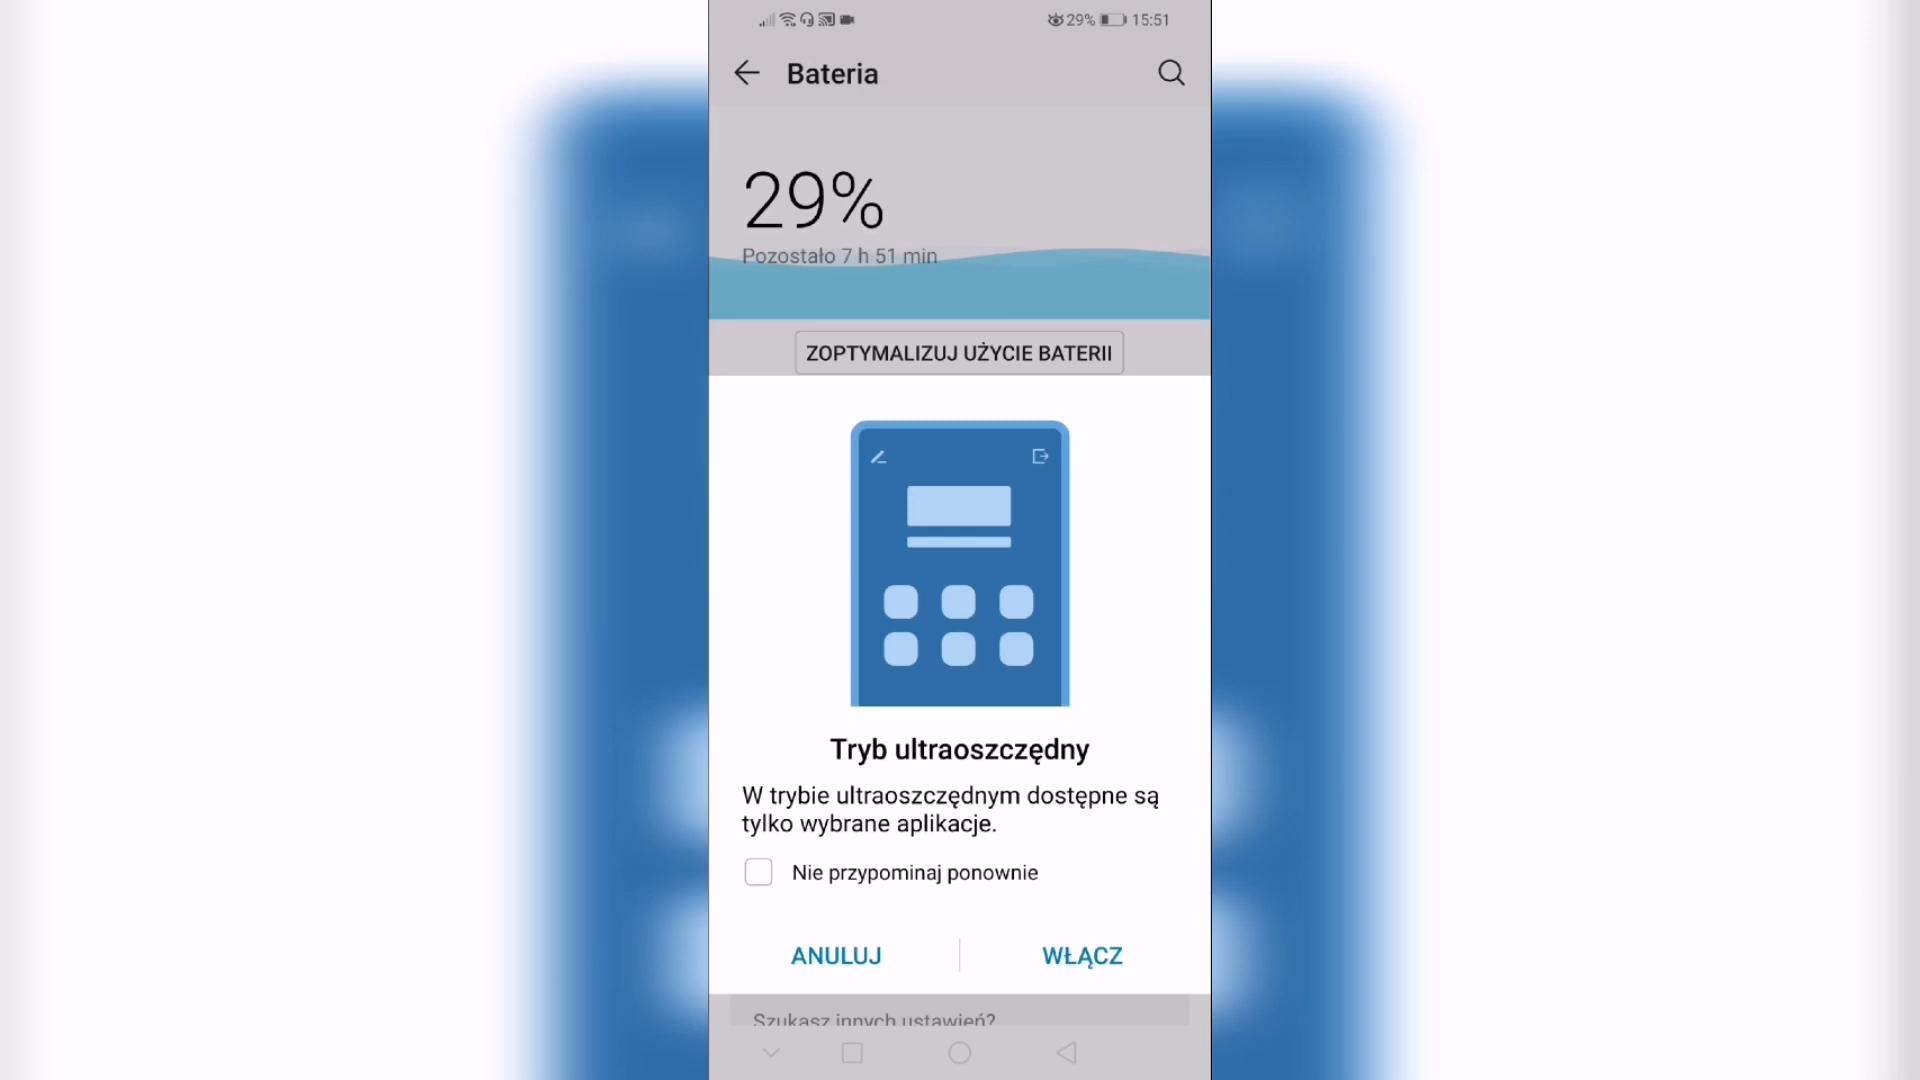 29% 15:51
Bateria
29%
Pozostało 7 h 51 min
ZOPTYMALIZUJ UŻYCIE BATERII
Tryb ultraoszczędny
W trybie ultraoszczędnym dostępne są
tylko wybrane aplikacje.
Nie przypominaj ponownie
ANULUJ WŁĄCZ
Szukasz innych ustawień?